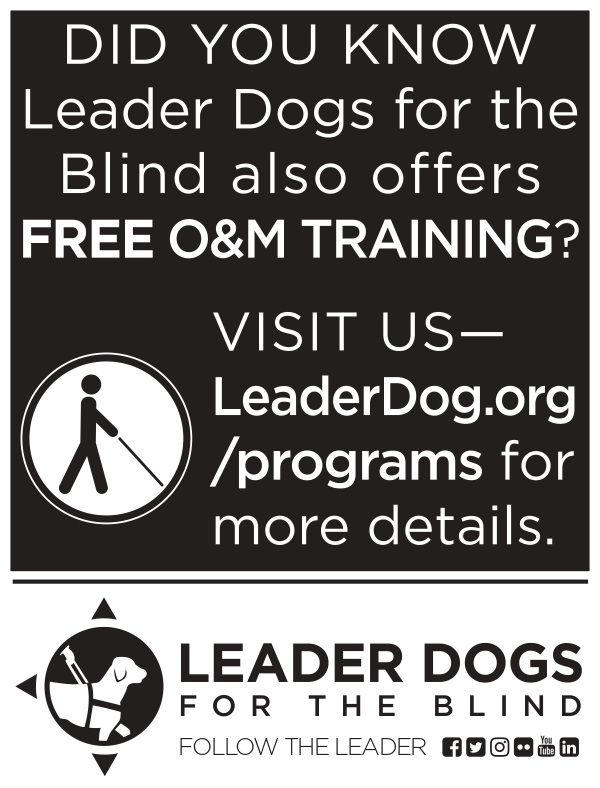 DID YOU KNOW
Leader Dogs for the
Blind also offers
FREE O&M TRAINING?
VISIT US—
LeaderDog.org
/programs for
more details.
LEADER DOGS
FOR THE BLIND
FOLLOW THE LEADER f You Tube in